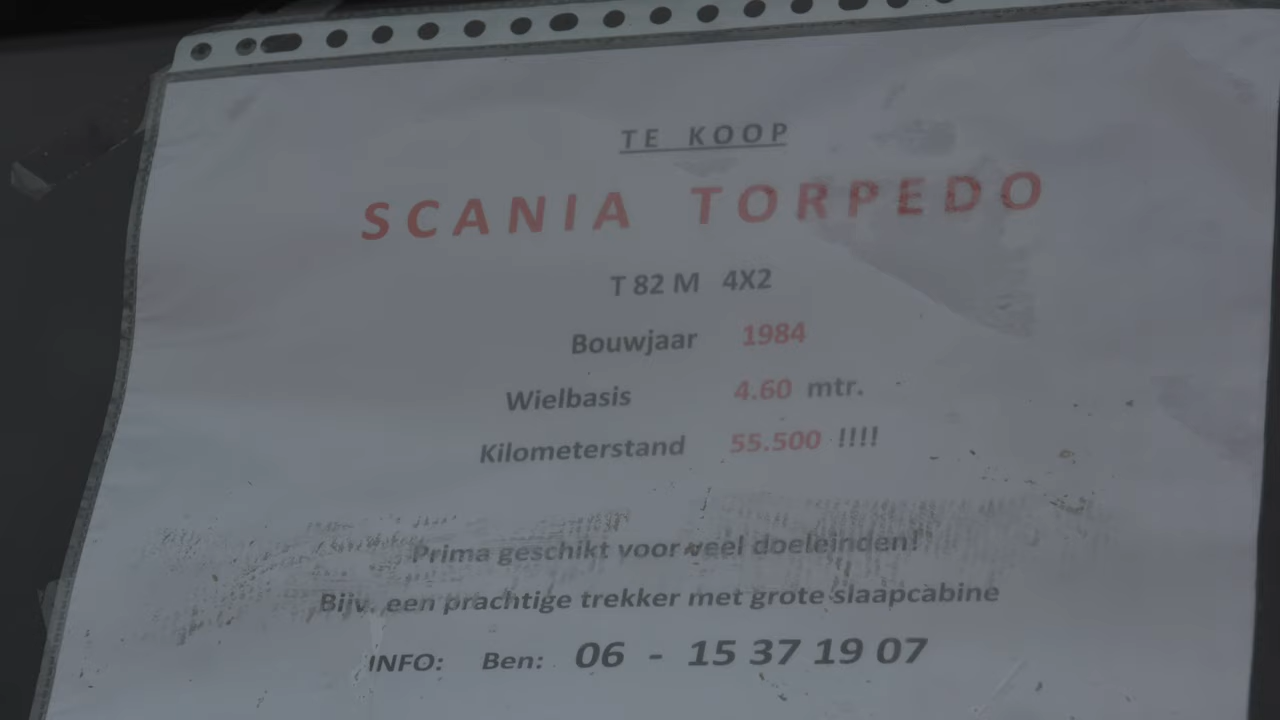 TE KOOP
SCANIA TORPEDO
T 82 M 4X2
Bouwjaar 1984
Wielbasis 4.60 mtr.
Kilometerstand 55.500 !!!!
Prima geschikt voor veel doeleinden!
Bijv. een prachtige trekker met grote slaapcabine
INFO: Ben: 06 - 15 37 19 07